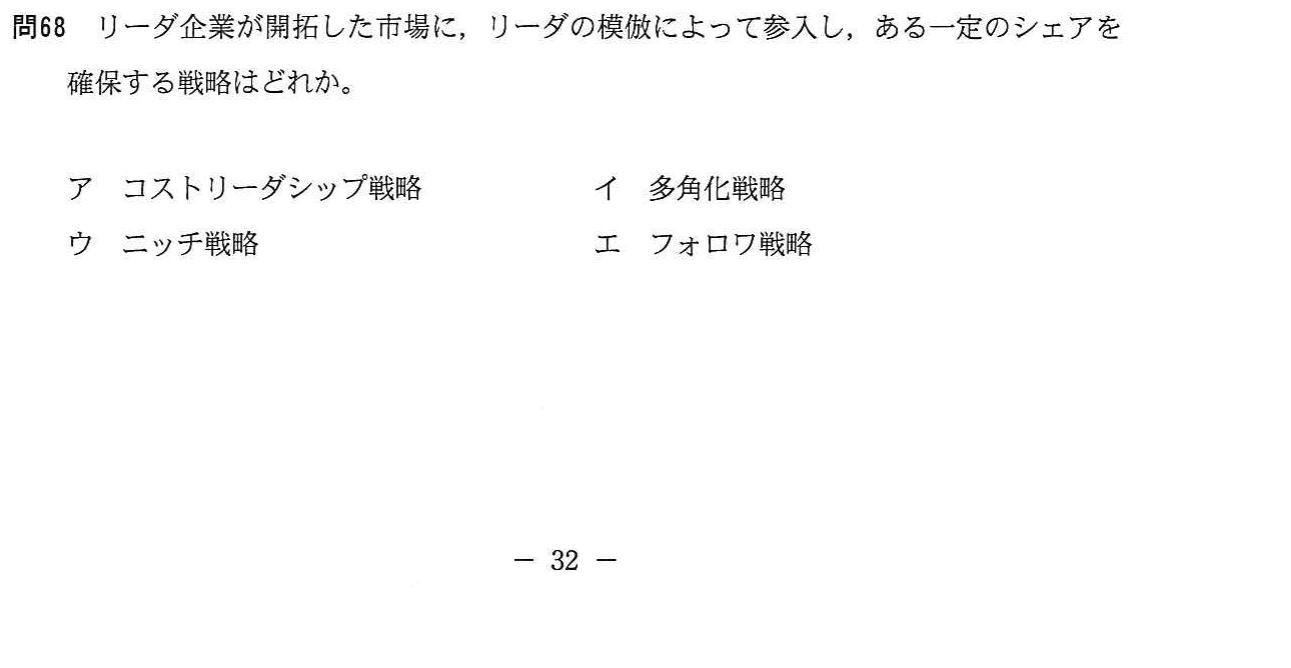 問68 リーダ企業が開拓した市場に，リーダの模倣によって参入し，ある一定のシェアを
確保する戦略はどれか。
ア コストリーダシップ戦略 イ 多角化戦略
ウ ニッチ戦略 エ フォロワ戦略
－ 32 －